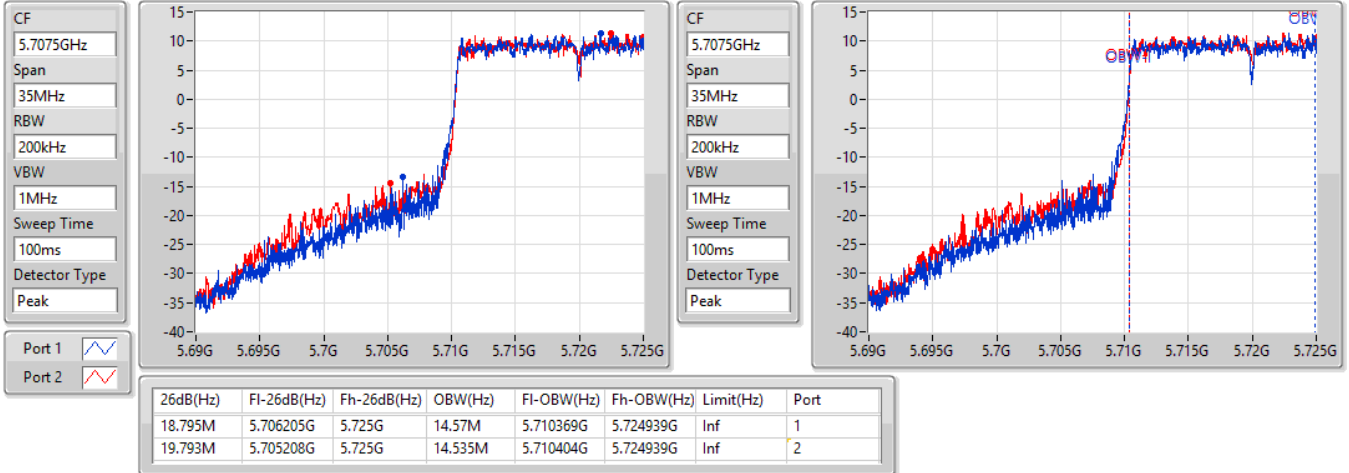 CF
5.7075GHz
Span
35MHz
RBW
200kHz
VBW
1MHz
Sweep Time
100ms
Detector Type
Peak
Port 1
Port 2
15
10
5
0
-5
-10
-15
-20
-25
-30
-35
-40
5.69G 5.695G 5.7G 5.705G 5.71G 5.715G 5.72G 5.725G
CF
5.7075GHz
Span
35MHz
RBW
200kHz
VBW
1MHz
Sweep Time
100ms
Detector Type
Peak
15
10
5
0
-5
-10
-15
-20
-25
-30
-35
-40
5.69G 5.695G 5.7G 5.705G 5.71G 5.715G 5.72G 5.725G
26dB(Hz) Fl-26dB(Hz) Fh-26dB(Hz) OBW(Hz) Fl-OBW(Hz) Fh-OBW(Hz) Limit(Hz) Port
18.795M 5.706205G 5.725G 14.57M 5.710369G 5.724939G Inf 1
19.793M 5.705208G 5.725G 14.535M 5.710404G 5.724939G Inf 2